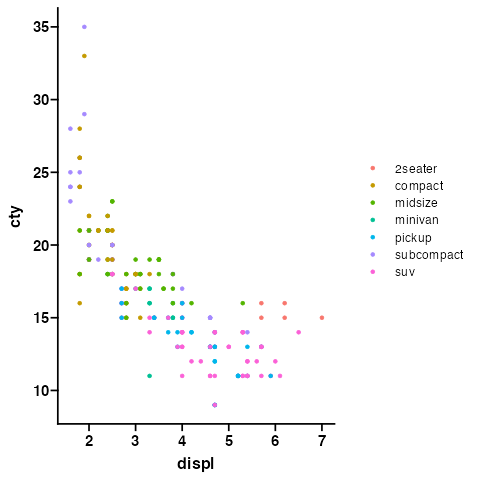 35
30
25
20
15
10
cty
2
3
4
5
6
7
displ
2seater
compact
midsize
minivan
pickup
subcompact
suv